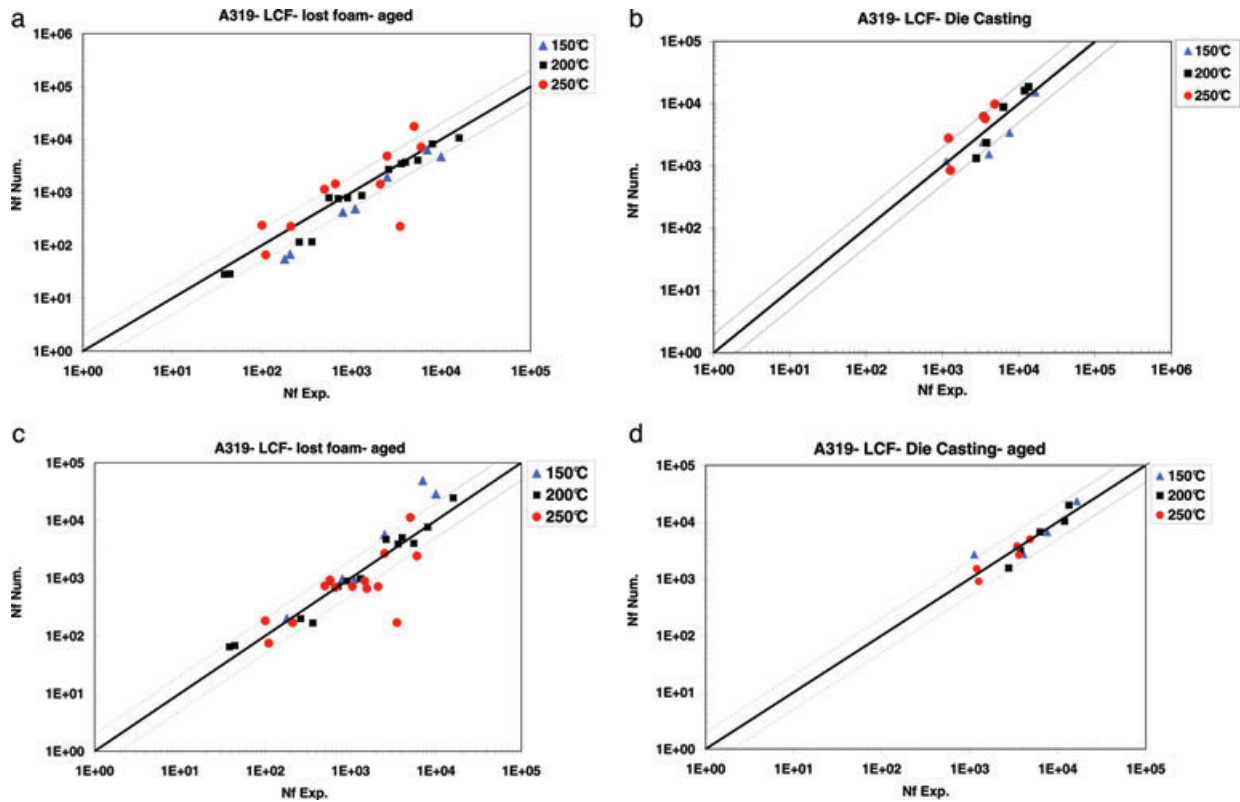 a
A319- LCF- lost foam- aged
1E+06
1E+05
1E+04
1E+03
1E+02
1E+01
1E+00
Nf Num.
1E+00 1E+01 1E+02 1E+03 1E+04 1E+05
Nf Exp.
150°C
200°C
250°C
b
A319- LCF- Die Casting
1E+05
1E+04
1E+03
1E+02
1E+01
1E+00
Nf Num.
1E+00 1E+01 1E+02 1E+03 1E+04 1E+05 1E+06
Nf Exp.
150°C
200°C
250°C
c
A319- LCF- lost foam- aged
1E+05
1E+04
1E+03
1E+02
1E+01
1E+00
Nf Num.
1E+00 1E+01 1E+02 1E+03 1E+04 1E+05
Nf Exp.
150°C
200°C
250°C
d
A319- LCF- Die Casting- aged
1E+05
1E+04
1E+03
1E+02
1E+01
1E+00
Nf Num.
1E+00 1E+01 1E+02 1E+03 1E+04 1E+05
Nf Exp.
150°C
200°C
250°C